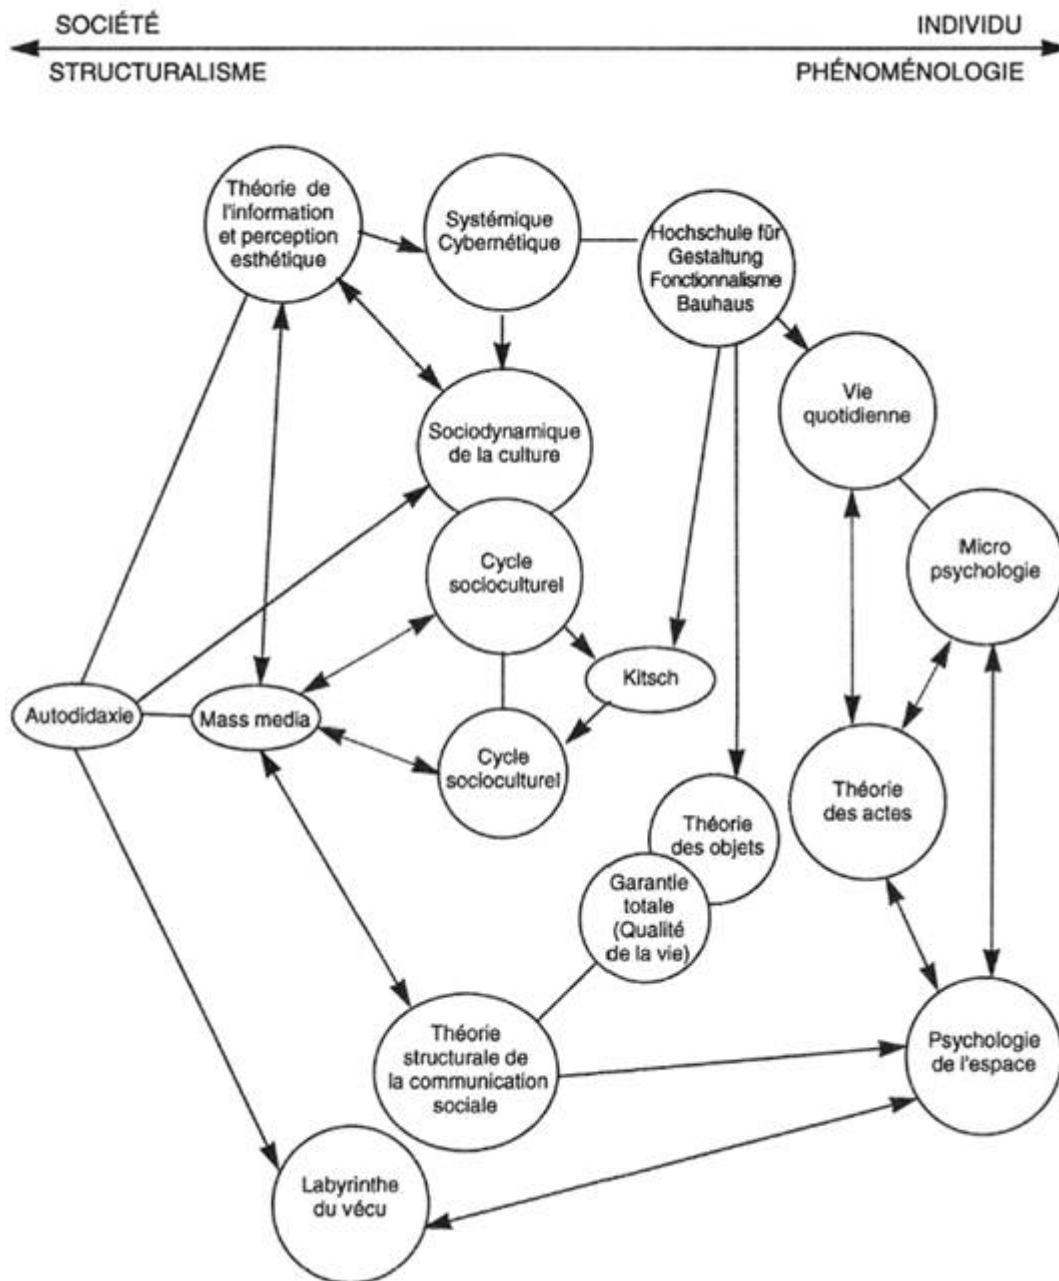 SOCIÉTÉ
INDIVIDU
STRUCTURALISME
PHÉNOMÉNOLOGIE
Théorie de
l'information
et perception
esthétique
Systémique
Cybernétique
Hochschule für
Gestaltung
Fonctionnalisme
Bauhaus
Vie
quotidienne
Sociodynamique
de la culture
Micro
psychologie
Cycle
socioculturel
Kitsch
Autodidaxie
Mass media
Cycle
socioculturel
Théorie
des actes
Théorie
des objets
Garantie
totale
(Qualité
de la vie)
Théorie
structurale de
la communication
sociale
Psychologie
de l'espace
Labyrinthe
du vécu